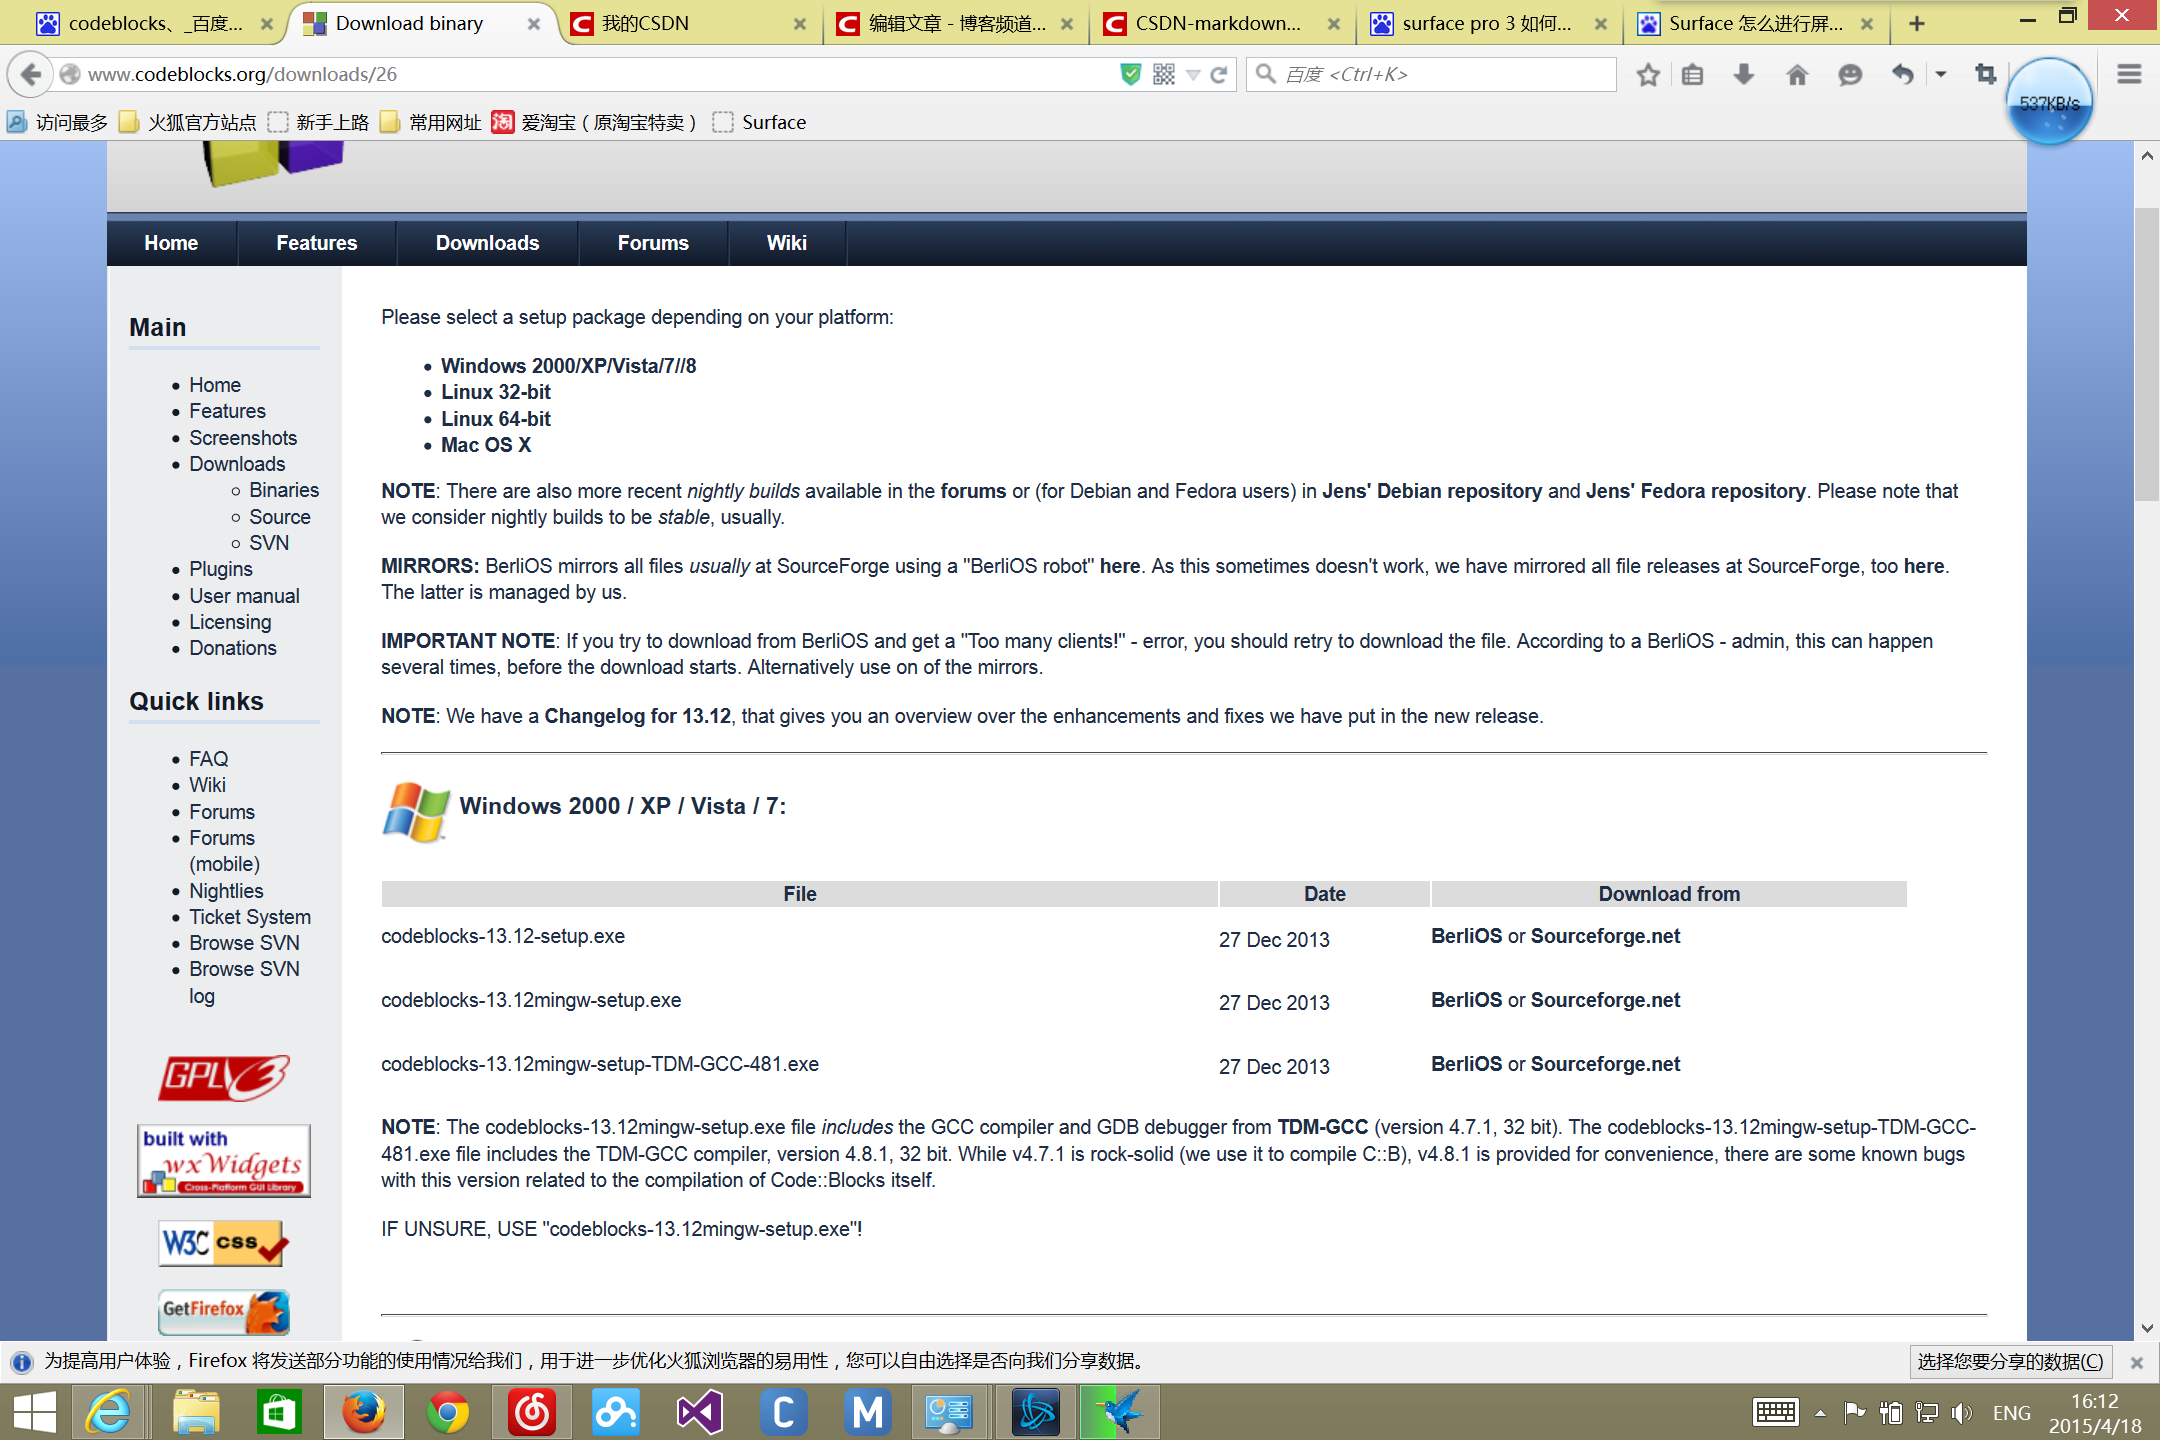 codeblocks、_百度...
Download binary
我的CSDN
编辑文章 - 博客频道...
CSDN-markdown...
surface pro 3 如何...
Surface 怎么进行屏...
www.codeblocks.org/downloads/26
百度 <Ctrl+K>
537KB/s
访问最多
火狐官方站点
新手上路
常用网址
淘
爱淘宝（原淘宝特卖）
Surface
Home
Features
Downloads
Forums
Wiki
Main
Home
Features
Screenshots
Downloads
Binaries
Source
SVN
Plugins
User manual
Licensing
Donations
Quick links
FAQ
Wiki
Forums
Forums
(mobile)
Nightlies
Ticket System
Browse SVN
Browse SVN
log
GPLv3
built with
wxWidgets
Cross-Platform GUI Library
W3C css
GetFirefox
Please select a setup package depending on your platform:
Windows 2000/XP/Vista/7//8
Linux 32-bit
Linux 64-bit
Mac OS X
NOTE: There are also more recent nightly builds available in the forums or (for Debian and Fedora users) in Jens' Debian repository and Jens' Fedora repository. Please note that
we consider nightly builds to be stable, usually.
MIRRORS: BerliOS mirrors all files usually at SourceForge using a "BerliOS robot" here. As this sometimes doesn't work, we have mirrored all file releases at SourceForge, too here.
The latter is managed by us.
IMPORTANT NOTE: If you try to download from BerliOS and get a "Too many clients!" - error, you should retry to download the file. According to a BerliOS - admin, this can happen
several times, before the download starts. Alternatively use on of the mirrors.
NOTE: We have a Changelog for 13.12, that gives you an overview over the enhancements and fixes we have put in the new release.
Windows 2000 / XP / Vista / 7:
File Date Download from
codeblocks-13.12-setup.exe 27 Dec 2013 BerliOS or Sourceforge.net
codeblocks-13.12mingw-setup.exe 27 Dec 2013 BerliOS or Sourceforge.net
codeblocks-13.12mingw-setup-TDM-GCC-481.exe 27 Dec 2013 BerliOS or Sourceforge.net
NOTE: The codeblocks-13.12mingw-setup.exe file includes the GCC compiler and GDB debugger from TDM-GCC (version 4.7.1, 32 bit). The codeblocks-13.12mingw-setup-TDM-GCC-
481.exe file includes the TDM-GCC compiler, version 4.8.1, 32 bit. While v4.7.1 is rock-solid (we use it to compile C::B), v4.8.1 is provided for convenience, there are some known bugs
with this version related to the compilation of Code::Blocks itself.
IF UNSURE, USE "codeblocks-13.12mingw-setup.exe"!
为提高用户体验，Firefox 将发送部分功能的使用情况给我们，用于进一步优化火狐浏览器的易用性，您可以自由选择是否向我们分享数据。
选择您要分享的数据(C)
C
M
ENG
16:12
2015/4/18